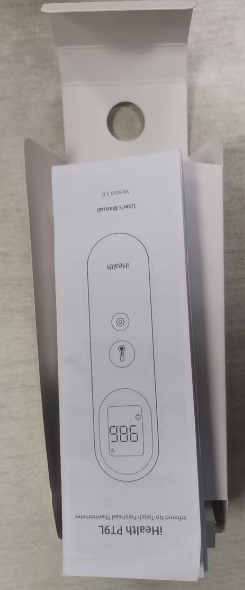 iHealth PT9L
Infrared No-Touch Forehead Thermometer
98.6
iHealth
User's Manual
Version 1.0